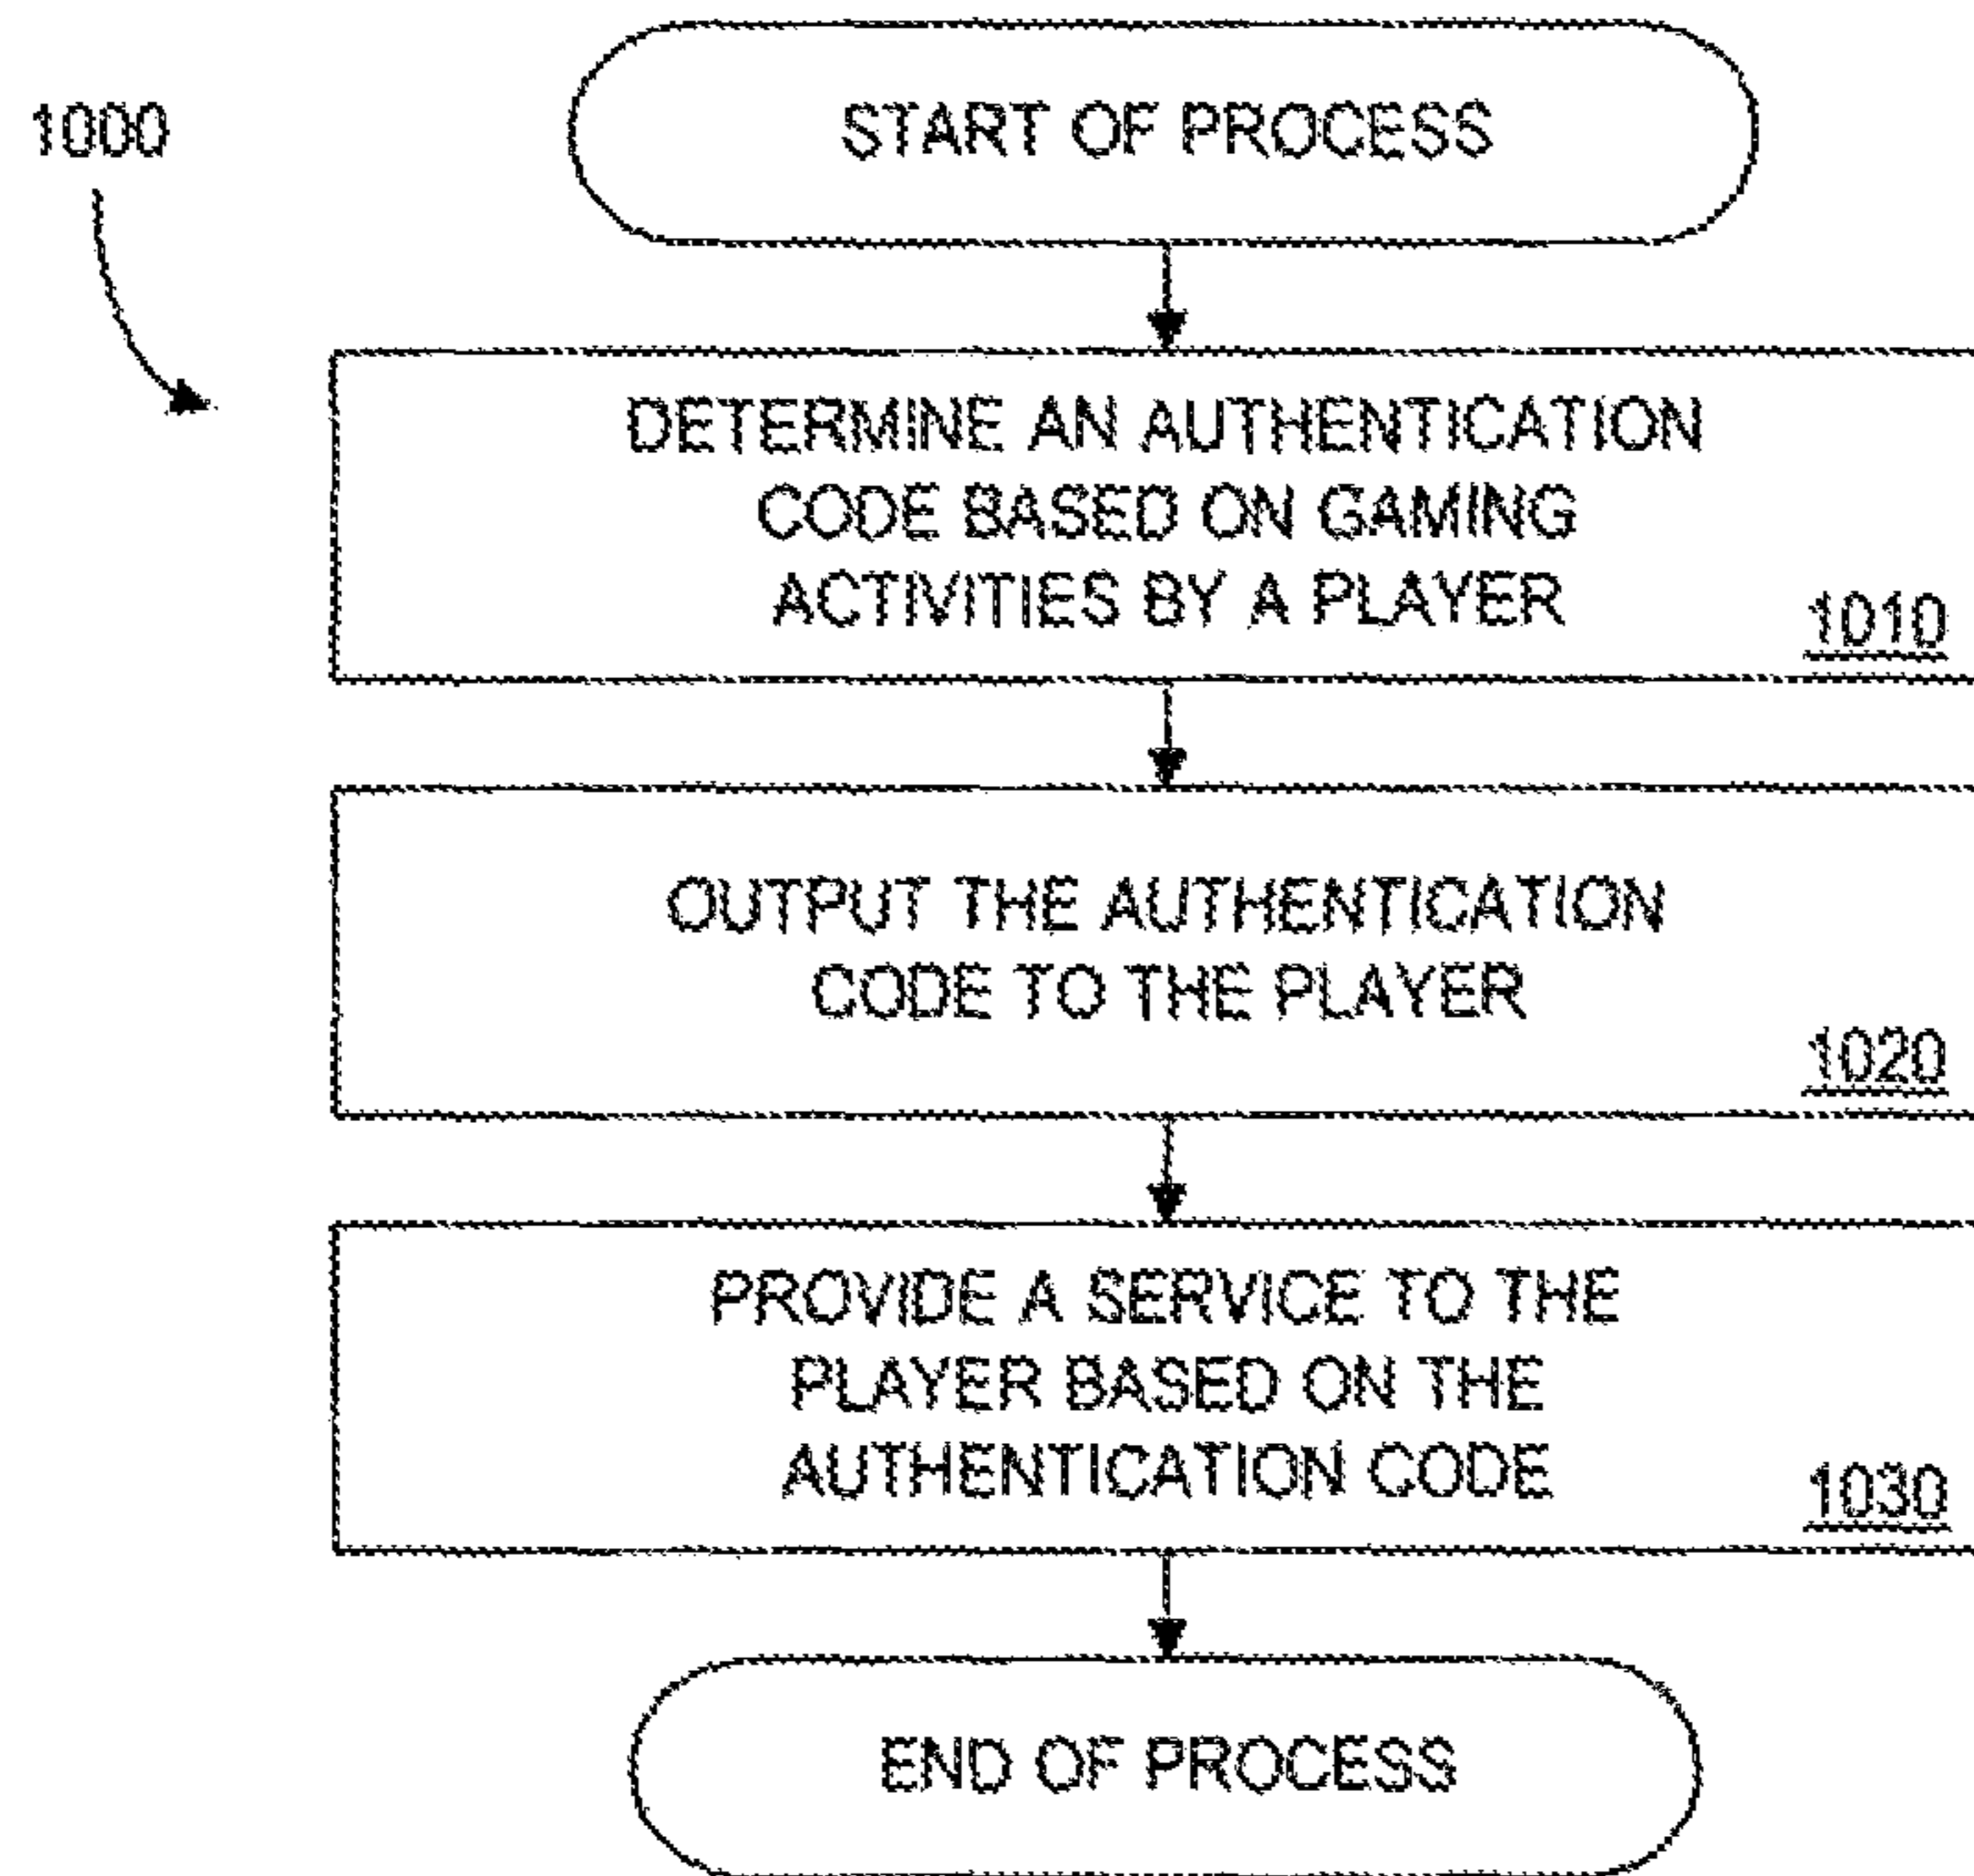 1000
START OF PROCESS
DETERMINE AN AUTHENTICATION
CODE BASED ON GAMING
ACTIVITIES BY A PLAYER
1010
OUTPUT THE AUTHENTICATION
CODE TO THE PLAYER
1020
PROVIDE A SERVICE TO THE
PLAYER BASED ON THE
AUTHENTICATION CODE
1030
END OF PROCESS